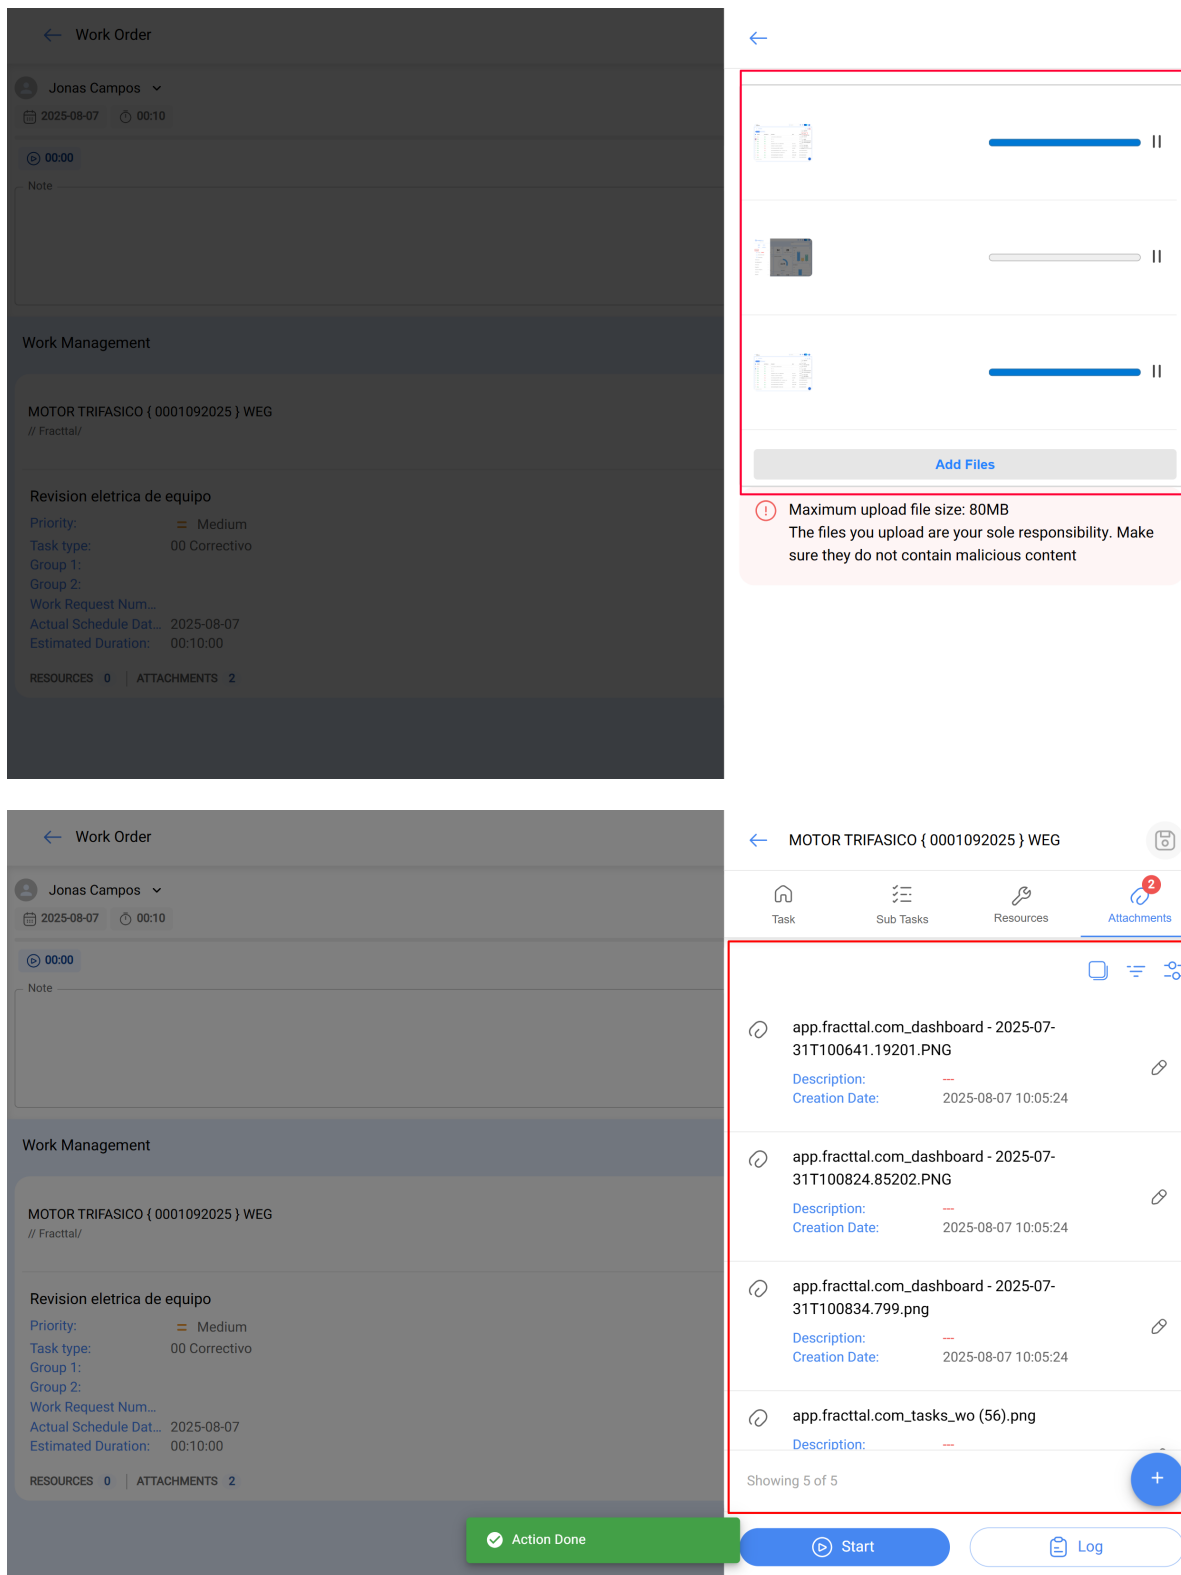 Work Order
Jonas Campos
2025-08-07 00:10
00:00
Note
Work Management
MOTOR TRIFASICO { 0001092025 } WEG
// Fracttal/
Revision eletrica de equipo
Priority: Medium
Task type: 00 Correctivo
Group 1:
Group 2:
Work Request Num...
Actual Schedule Dat... 2025-08-07
Estimated Duration: 00:10:00
RESOURCES 0 | ATTACHMENTS 2
Add Files
Maximum upload file size: 80MB
The files you upload are your sole responsibility. Make
sure they do not contain malicious content
Work Order
Jonas Campos
2025-08-07 00:10
00:00
Note
Work Management
MOTOR TRIFASICO { 0001092025 } WEG
// Fracttal/
Revision eletrica de equipo
Priority: Medium
Task type: 00 Correctivo
Group 1:
Group 2:
Work Request Num...
Actual Schedule Dat... 2025-08-07
Estimated Duration: 00:10:00
RESOURCES 0 | ATTACHMENTS 2
Action Done
MOTOR TRIFASICO { 0001092025 } WEG
Task Sub Tasks Resources 2 Attachments
app.fracttal.com_dashboard - 2025-07-
31T100641.19201.PNG
Description: ---
Creation Date: 2025-08-07 10:05:24
app.fracttal.com_dashboard - 2025-07-
31T100824.85202.PNG
Description: ---
Creation Date: 2025-08-07 10:05:24
app.fracttal.com_dashboard - 2025-07-
31T100834.799.png
Description: ---
Creation Date: 2025-08-07 10:05:24
app.fracttal.com_tasks_wo (56).png
Description: ---
Showing 5 of 5
Start Log